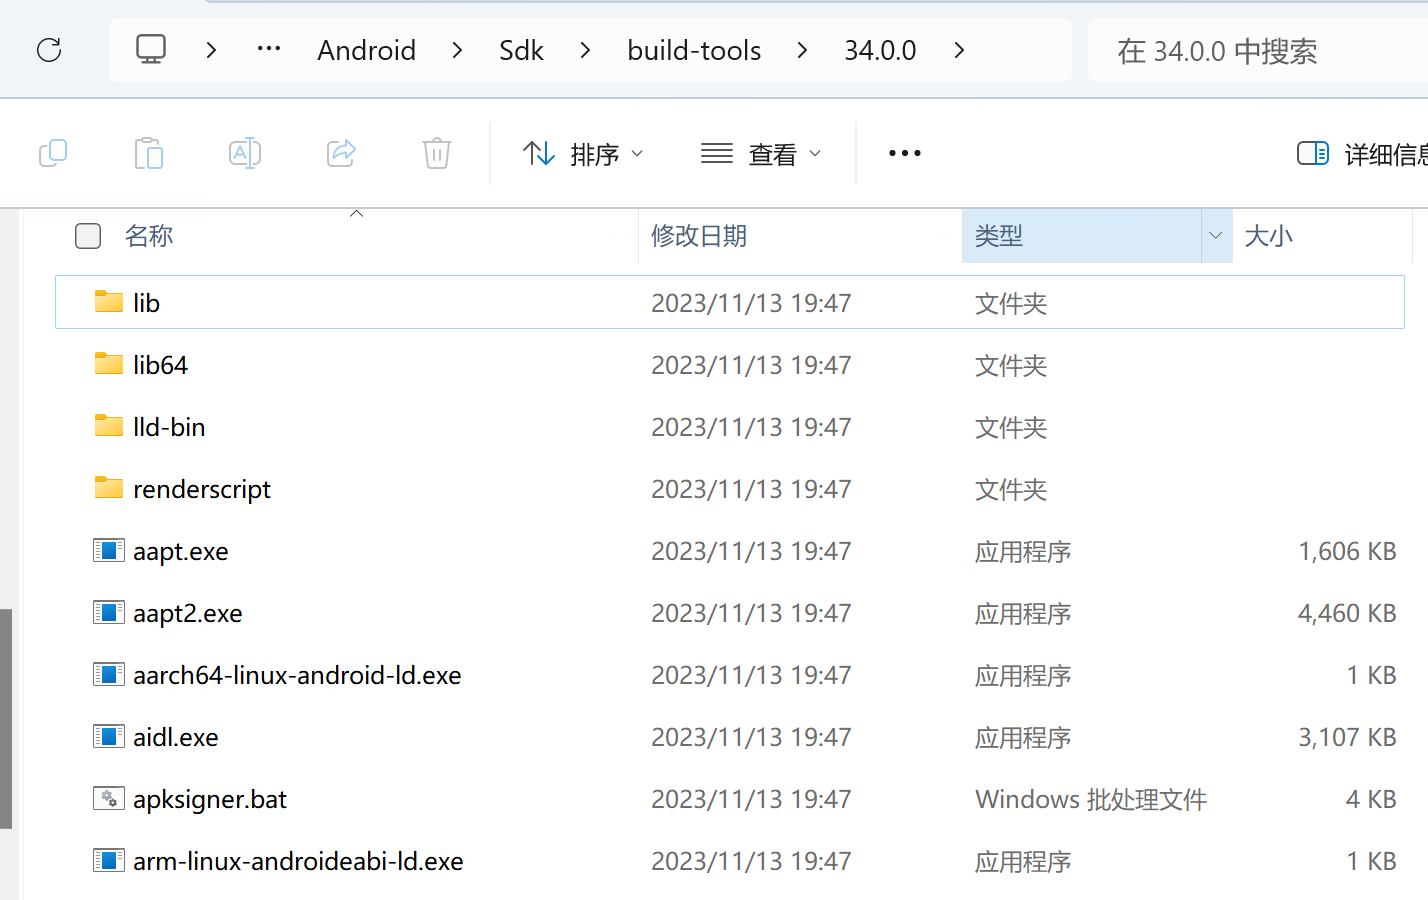 Android > Sdk > build-tools > 34.0.0 > 在 34.0.0 中搜索
排序 查看 详细信息
名称 修改日期 类型 大小
lib 2023/11/13 19:47 文件夹
lib64 2023/11/13 19:47 文件夹
lld-bin 2023/11/13 19:47 文件夹
renderscript 2023/11/13 19:47 文件夹
aapt.exe 2023/11/13 19:47 应用程序 1,606 KB
aapt2.exe 2023/11/13 19:47 应用程序 4,460 KB
aarch64-linux-android-ld.exe 2023/11/13 19:47 应用程序 1 KB
aidl.exe 2023/11/13 19:47 应用程序 3,107 KB
apksigner.bat 2023/11/13 19:47 Windows 批处理文件 4 KB
arm-linux-androideabi-ld.exe 2023/11/13 19:47 应用程序 1 KB